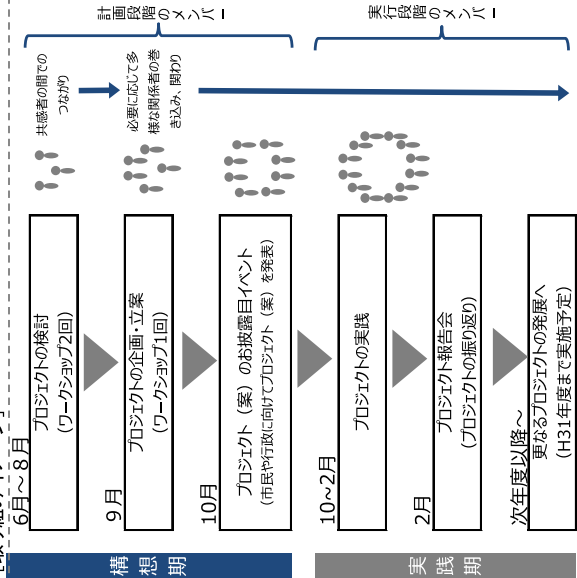 構想期
6月~8月
プロジェクトの検討
(ワークショップ2回)
9月
プロジェクトの企画・立案
(ワークショップ1回)
10月
プロジェクト(案)のお披露目イベント
(市民や行政に向けてプロジェクト(案)を発表)
実践期
10~2月
プロジェクトの実践
2月
プロジェクト報告会
(プロジェクトの振り返り)
次年度以降~
更なるプロジェクトの発展へ
(H31年度まで実施予定)
共感者の間での
つながり
必要に応じて多
様な関係者の巻
き込み、関わり
計画段階のメンバー
実行段階のメンバー